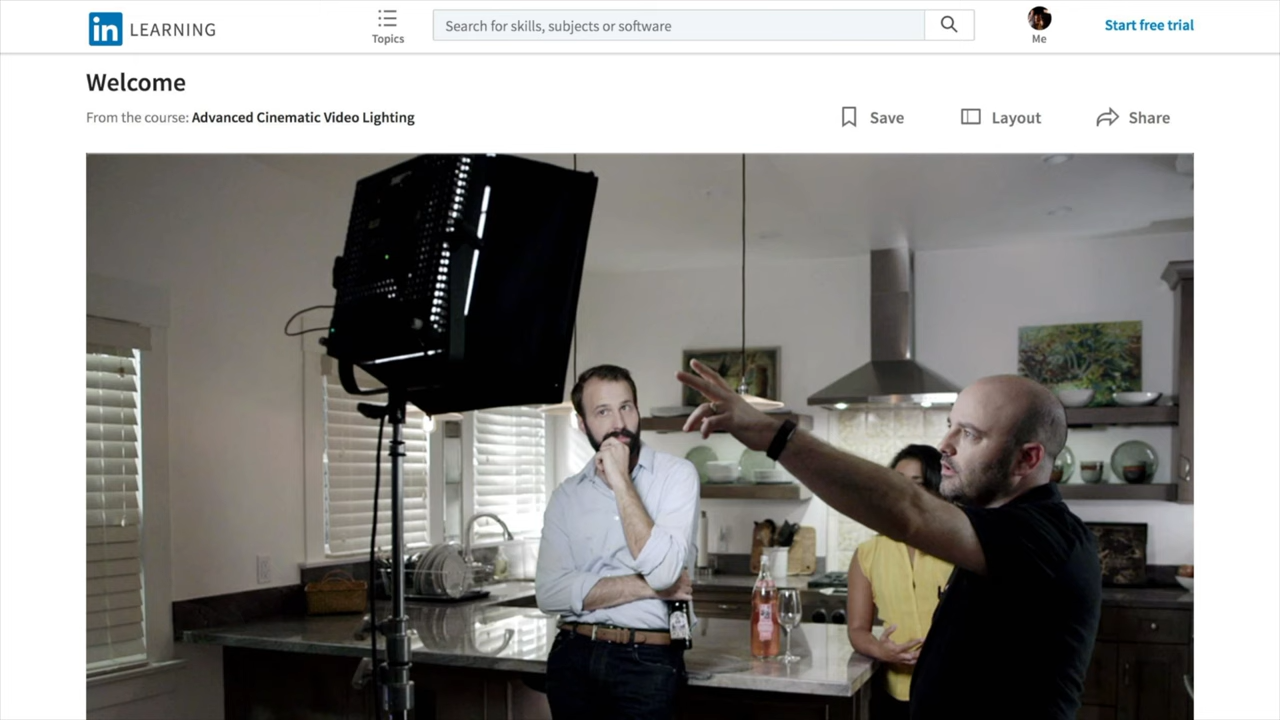 in LEARNING
Topics
Search for skills, subjects or software
Me
Start free trial
Welcome
From the course: Advanced Cinematic Video Lighting
Save
Layout
Share